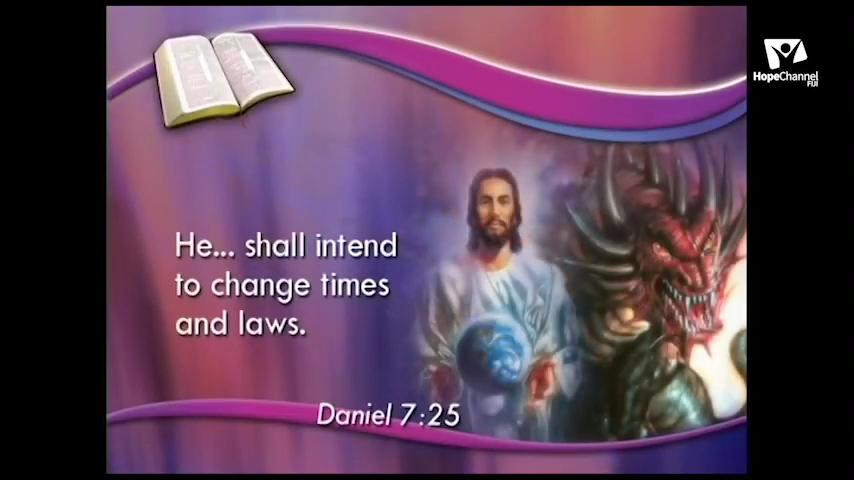 HopeChannel
FIJI
He... shall intend
to change times
and laws.
Daniel 7:25